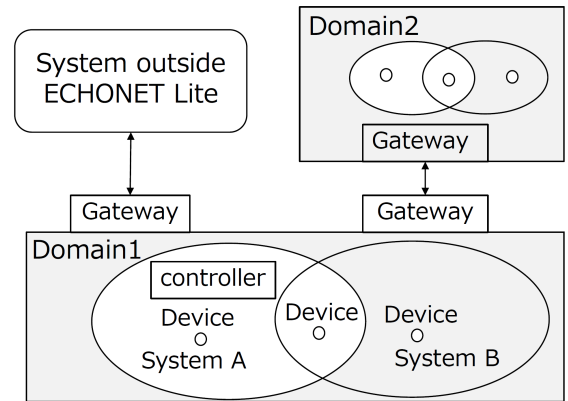 System outside
ECHONET Lite
Domain2
Gateway
Gateway
Gateway
Domain1
controller
Device
Device
Device
System A
System B